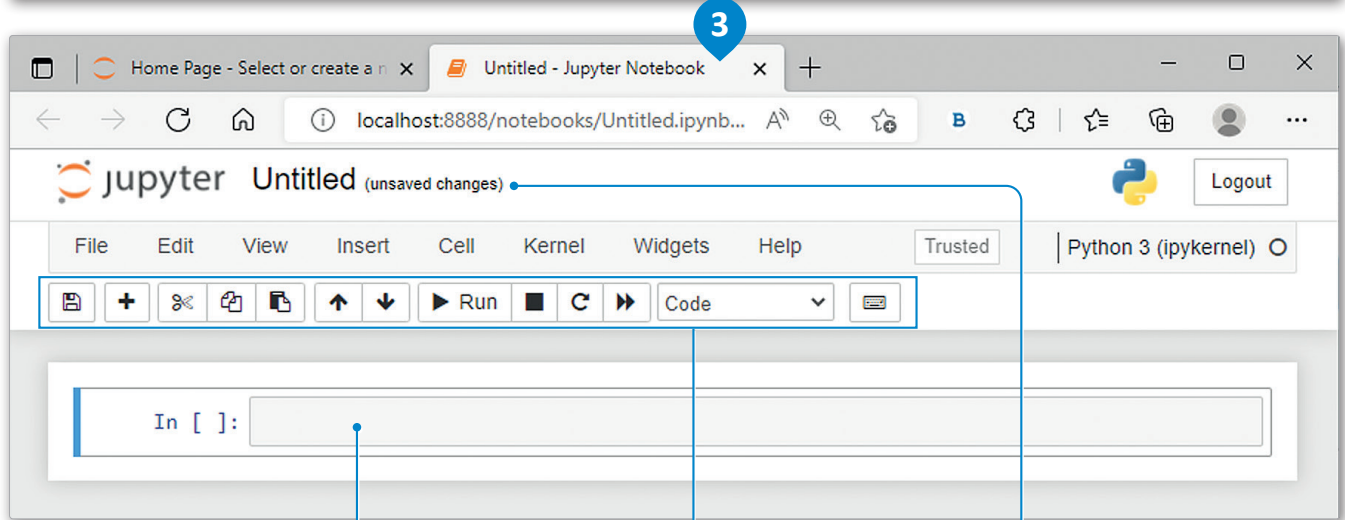 3
Home Page - Select or create a n
Untitled - Jupyter Notebook
localhost:8888/notebooks/Untitled.ipynb...
B
jupyter Untitled (unsaved changes)
Logout
File Edit View Insert Cell Kernel Widgets Help Trusted Python 3 (ipykernel)
Run Code
In [ ]: